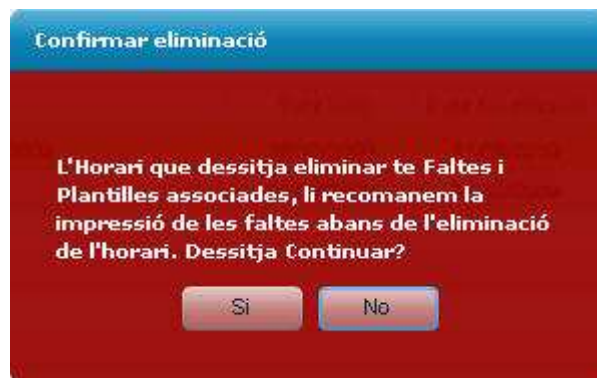 Confirmar eliminació
L'Horari que dessitja eliminar te Faltes i
Plantilles associades, li recomanem la
impressió de les faltes abans de l'eliminació
de l'horari. Dessitja Continuar?
Si
No